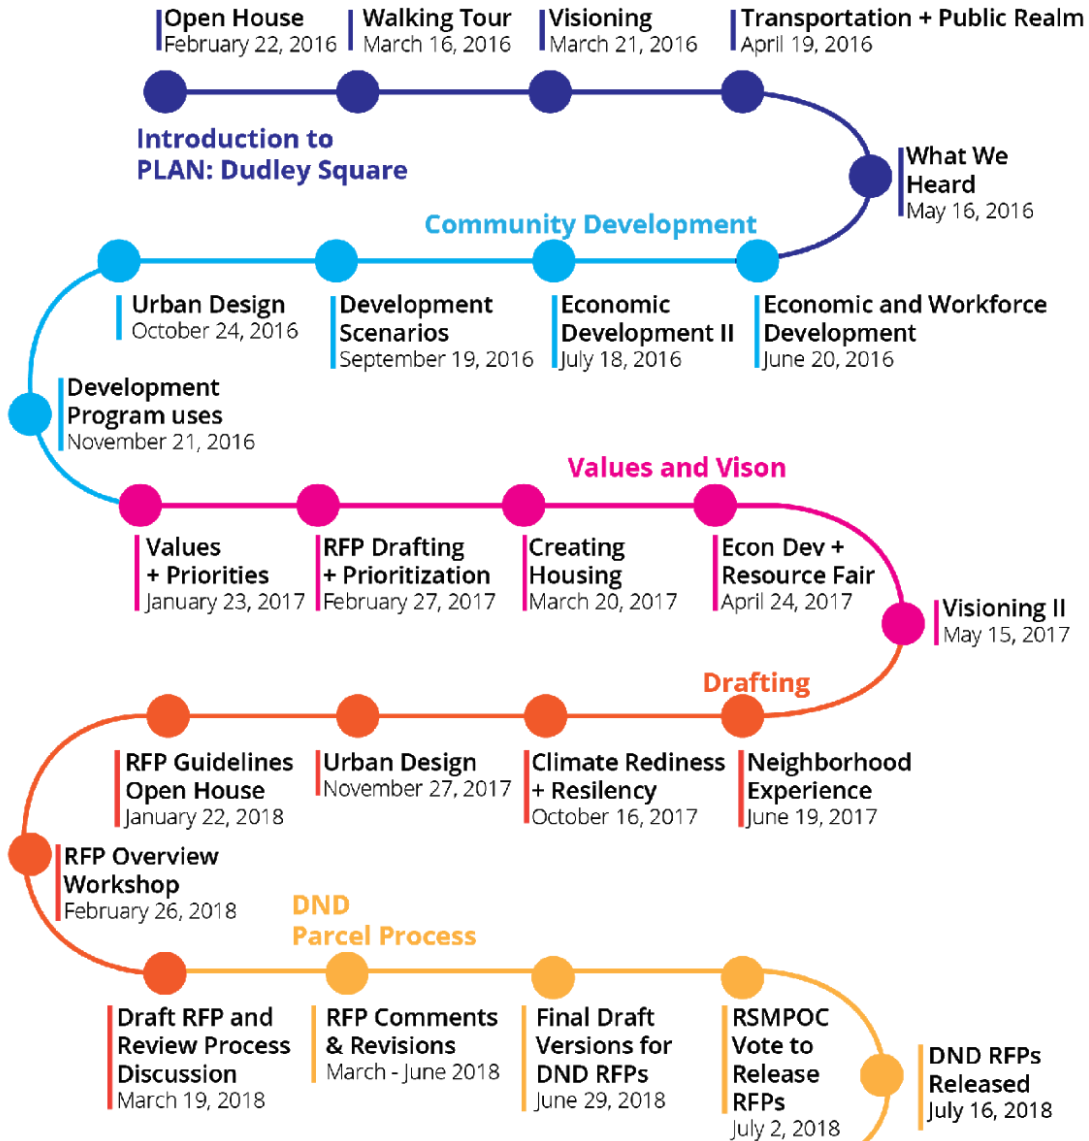 Open House
February 22, 2016
Walking Tour
March 16, 2016
Visioning
March 21, 2016
Transportation + Public Realm
April 19, 2016
Introduction to
PLAN: Dudley Square
What We
Heard
May 16, 2016
Community Development
Urban Design
October 24, 2016
Development
Scenarios
September 19, 2016
Economic
Development II
July 18, 2016
Economic and Workforce
Development
June 20, 2016
Development
Program uses
November 21, 2016
Values and Vison
Values
+ Priorities
January 23, 2017
RFP Drafting
+ Prioritization
February 27, 2017
Creating
Housing
March 20, 2017
Econ Dev +
Resource Fair
April 24, 2017
Visioning II
May 15, 2017
Drafting
RFP Guidelines
Open House
January 22, 2018
Urban Design
November 27, 2017
Climate Rediness
+ Resilency
October 16, 2017
Neighborhood
Experience
June 19, 2017
RFP Overview
Workshop
February 26, 2018
DND
Parcel Process
Draft RFP and
Review Process
Discussion
March 19, 2018
RFP Comments
& Revisions
March - June 2018
Final Draft
Versions for
DND RFPs
June 29, 2018
RSMPOC
Vote to
Release
RFPs
July 2, 2018
DND RFPs
Released
July 16, 2018